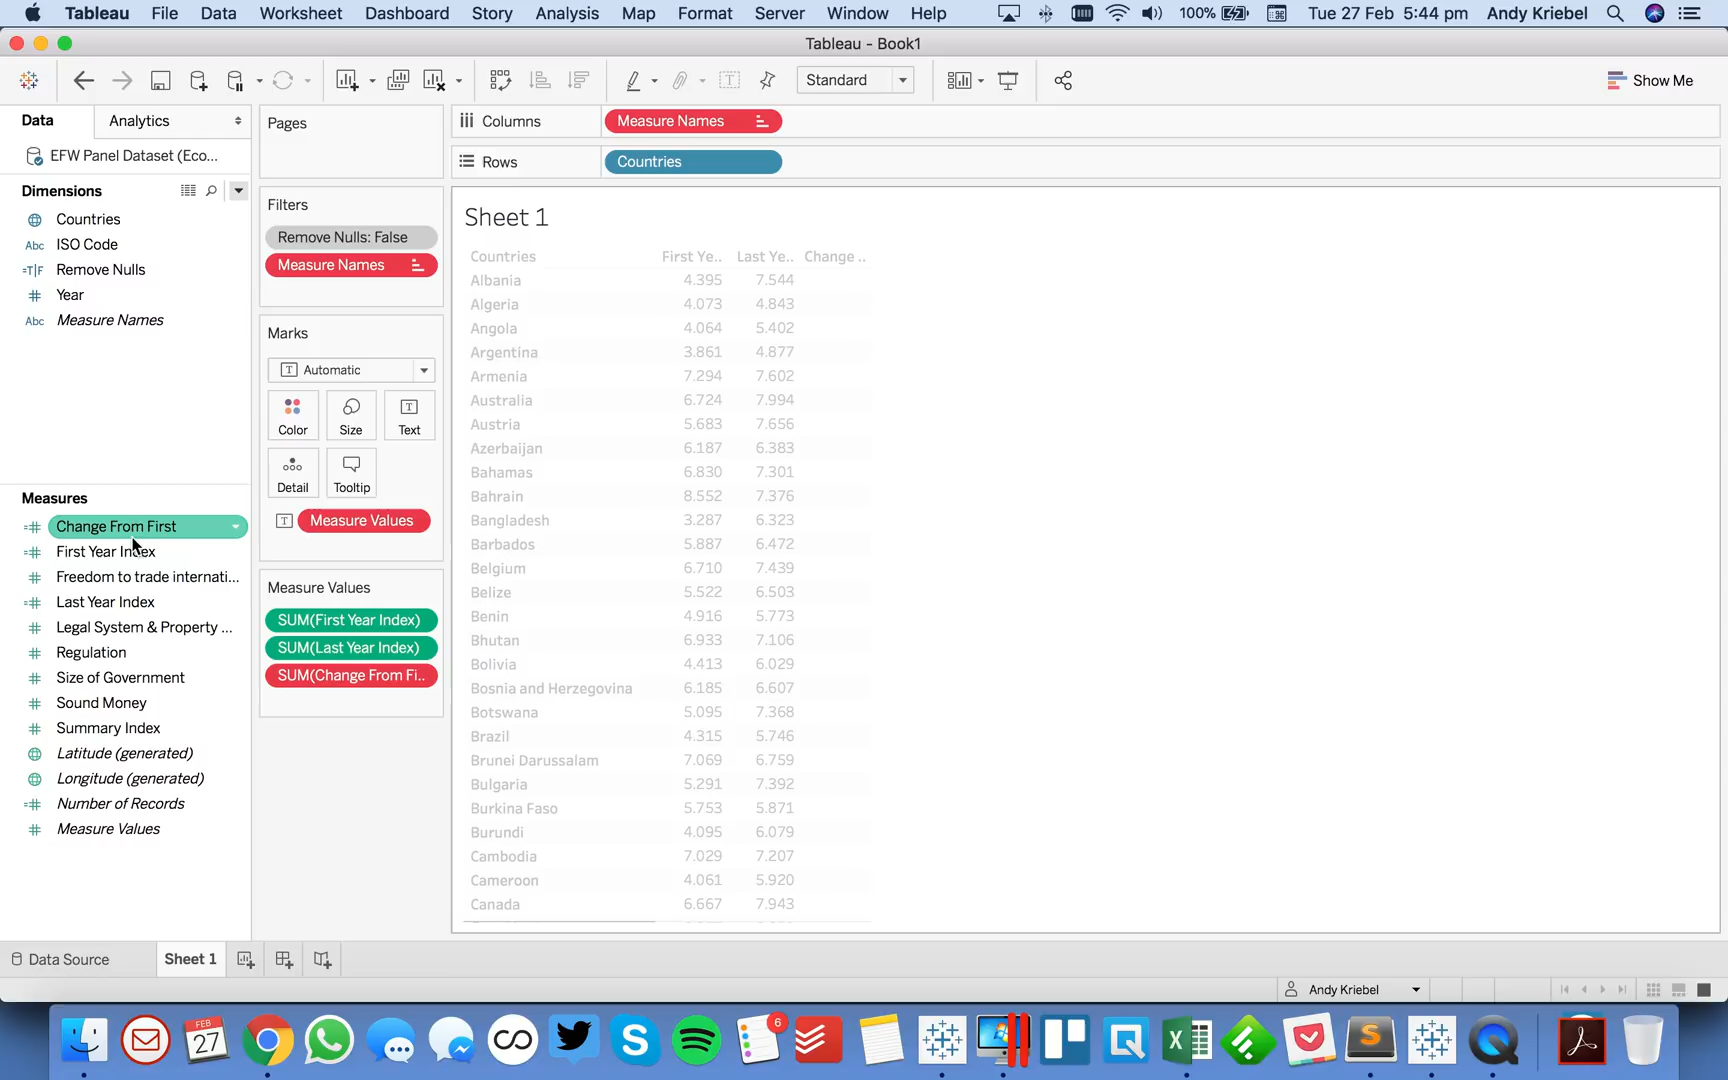 Tableau File Data Worksheet Dashboard Story Analysis Map Format Server Window Help 100% Tue 27 Feb 5:44 pm Andy Kriebel
Tableau - Book1
Standard
Show Me
Data
Analytics
EFW Panel Dataset (Eco...
Dimensions
Countries
Abc ISO Code
=T|F Remove Nulls
# Year
Abc Measure Names
Measures
=# Change From First
=# First Year Index
# Freedom to trade internati...
=# Last Year Index
# Legal System & Property ...
# Regulation
# Size of Government
# Sound Money
# Summary Index
Latitude (generated)
Longitude (generated)
=# Number of Records
# Measure Values
Pages
Filters
Remove Nulls: False
Measure Names
Marks
T Automatic
Color
Size
T
Text
Detail
Tooltip
T Measure Values
Measure Values
SUM(First Year Index)
SUM(Last Year Index)
SUM(Change From Fi..
Columns
Measure Names
Rows
Countries
Sheet 1
Countries First Ye.. Last Ye.. Change ..
Albania 4.395 7.544
Algeria 4.073 4.843
Angola 4.064 5.402
Argentina 3.861 4.877
Armenia 7.294 7.602
Australia 6.724 7.994
Austria 5.683 7.656
Azerbaijan 6.187 6.383
Bahamas 6.830 7.301
Bahrain 8.552 7.376
Bangladesh 3.287 6.323
Barbados 5.887 6.472
Belgium 6.710 7.439
Belize 5.522 6.503
Benin 4.916 5.773
Bhutan 6.933 7.106
Bolivia 4.413 6.029
Bosnia and Herzegovina 6.185 6.607
Botswana 5.095 7.368
Brazil 4.315 5.746
Brunei Darussalam 7.069 6.759
Bulgaria 5.291 7.392
Burkina Faso 5.753 5.871
Burundi 4.095 6.079
Cambodia 7.029 7.207
Cameroon 4.061 5.920
Canada 6.667 7.943
Data Source
Sheet 1
Andy Kriebel
FEB
27
6